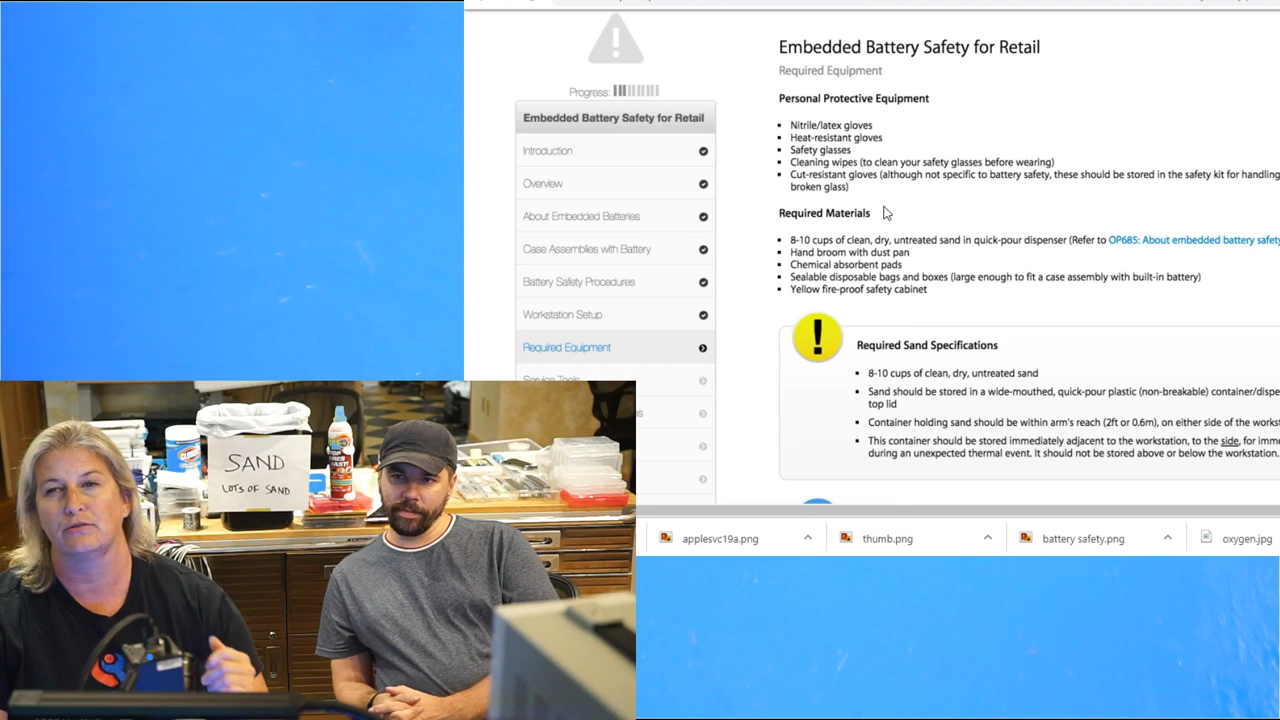 Embedded Battery Safety for Retail
Required Equipment
Personal Protective Equipment
Nitrile/latex gloves
Heat-resistant gloves
Safety glasses
Cleaning wipes (to clean your safety glasses before wearing)
Cut-resistant gloves (although not specific to battery safety, these should be stored in the safety kit for handling
broken glass)
Required Materials
8-10 cups of clean, dry, untreated sand in quick-pour dispenser (Refer to OP685: About embedded battery safety
Hand broom with dust pan
Chemical absorbent pads
Sealable disposable bags and boxes (large enough to fit a case assembly with built-in battery)
Yellow fire-proof safety cabinet
Required Sand Specifications
8-10 cups of clean, dry, untreated sand
Sand should be stored in a wide-mouthed, quick-pour plastic (non-breakable) container/dispe
top lid
Container holding sand should be within arm's reach (2ft or 0.6m), on either side of the workst
This container should be stored immediately adjacent to the workstation, to the side, for imm
during an unexpected thermal event. It should not be stored above or below the workstation.
Progress:
Embedded Battery Safety for Retail
Introduction
Overview
About Embedded Batteries
Case Assemblies with Battery
Battery Safety Procedures
Workstation Setup
Required Equipment
applesvc19a.png
thumb.png
battery safety.png
oxygen.jpg
SAND
LOTS OF SAND